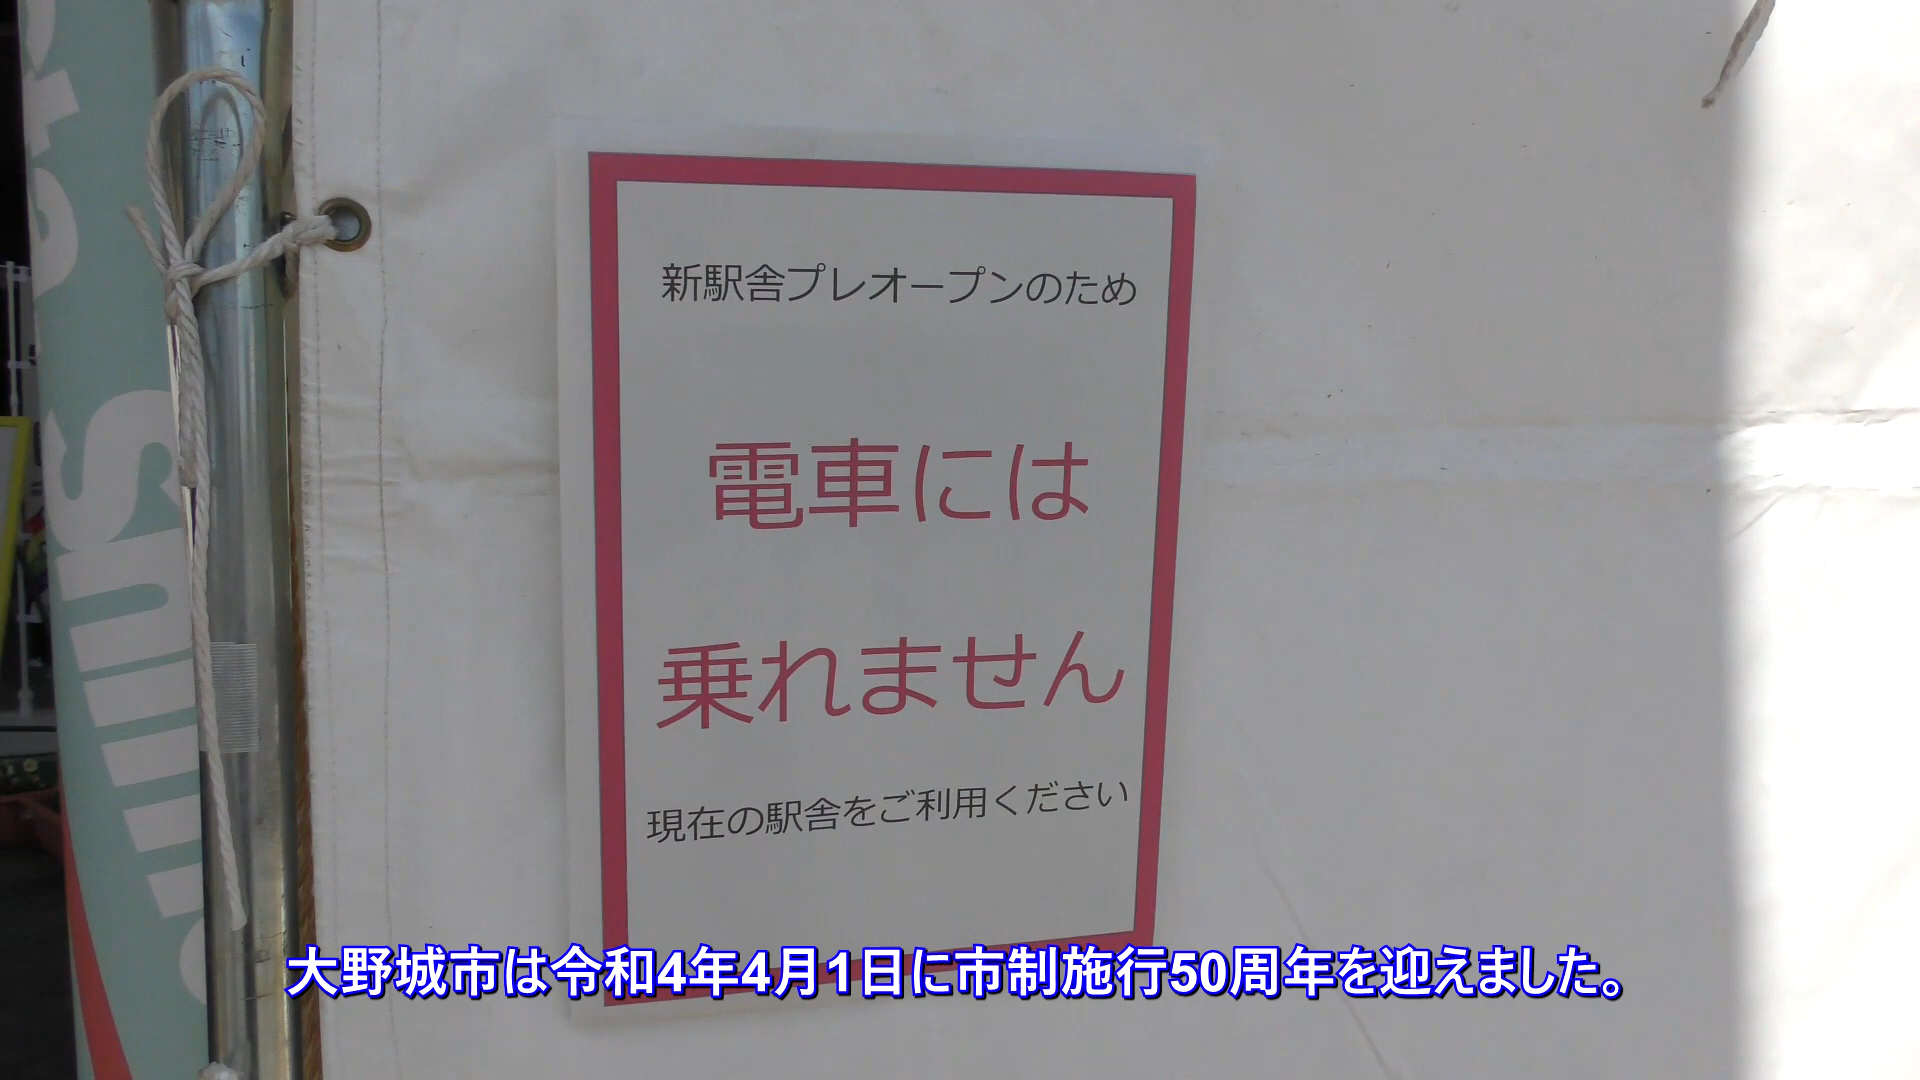 新駅舎プレオープンのため
電車には
乗れません
現在の駅舎をご利用ください
大野城市は令和4年4月1日に市制施行50周年を迎えました。